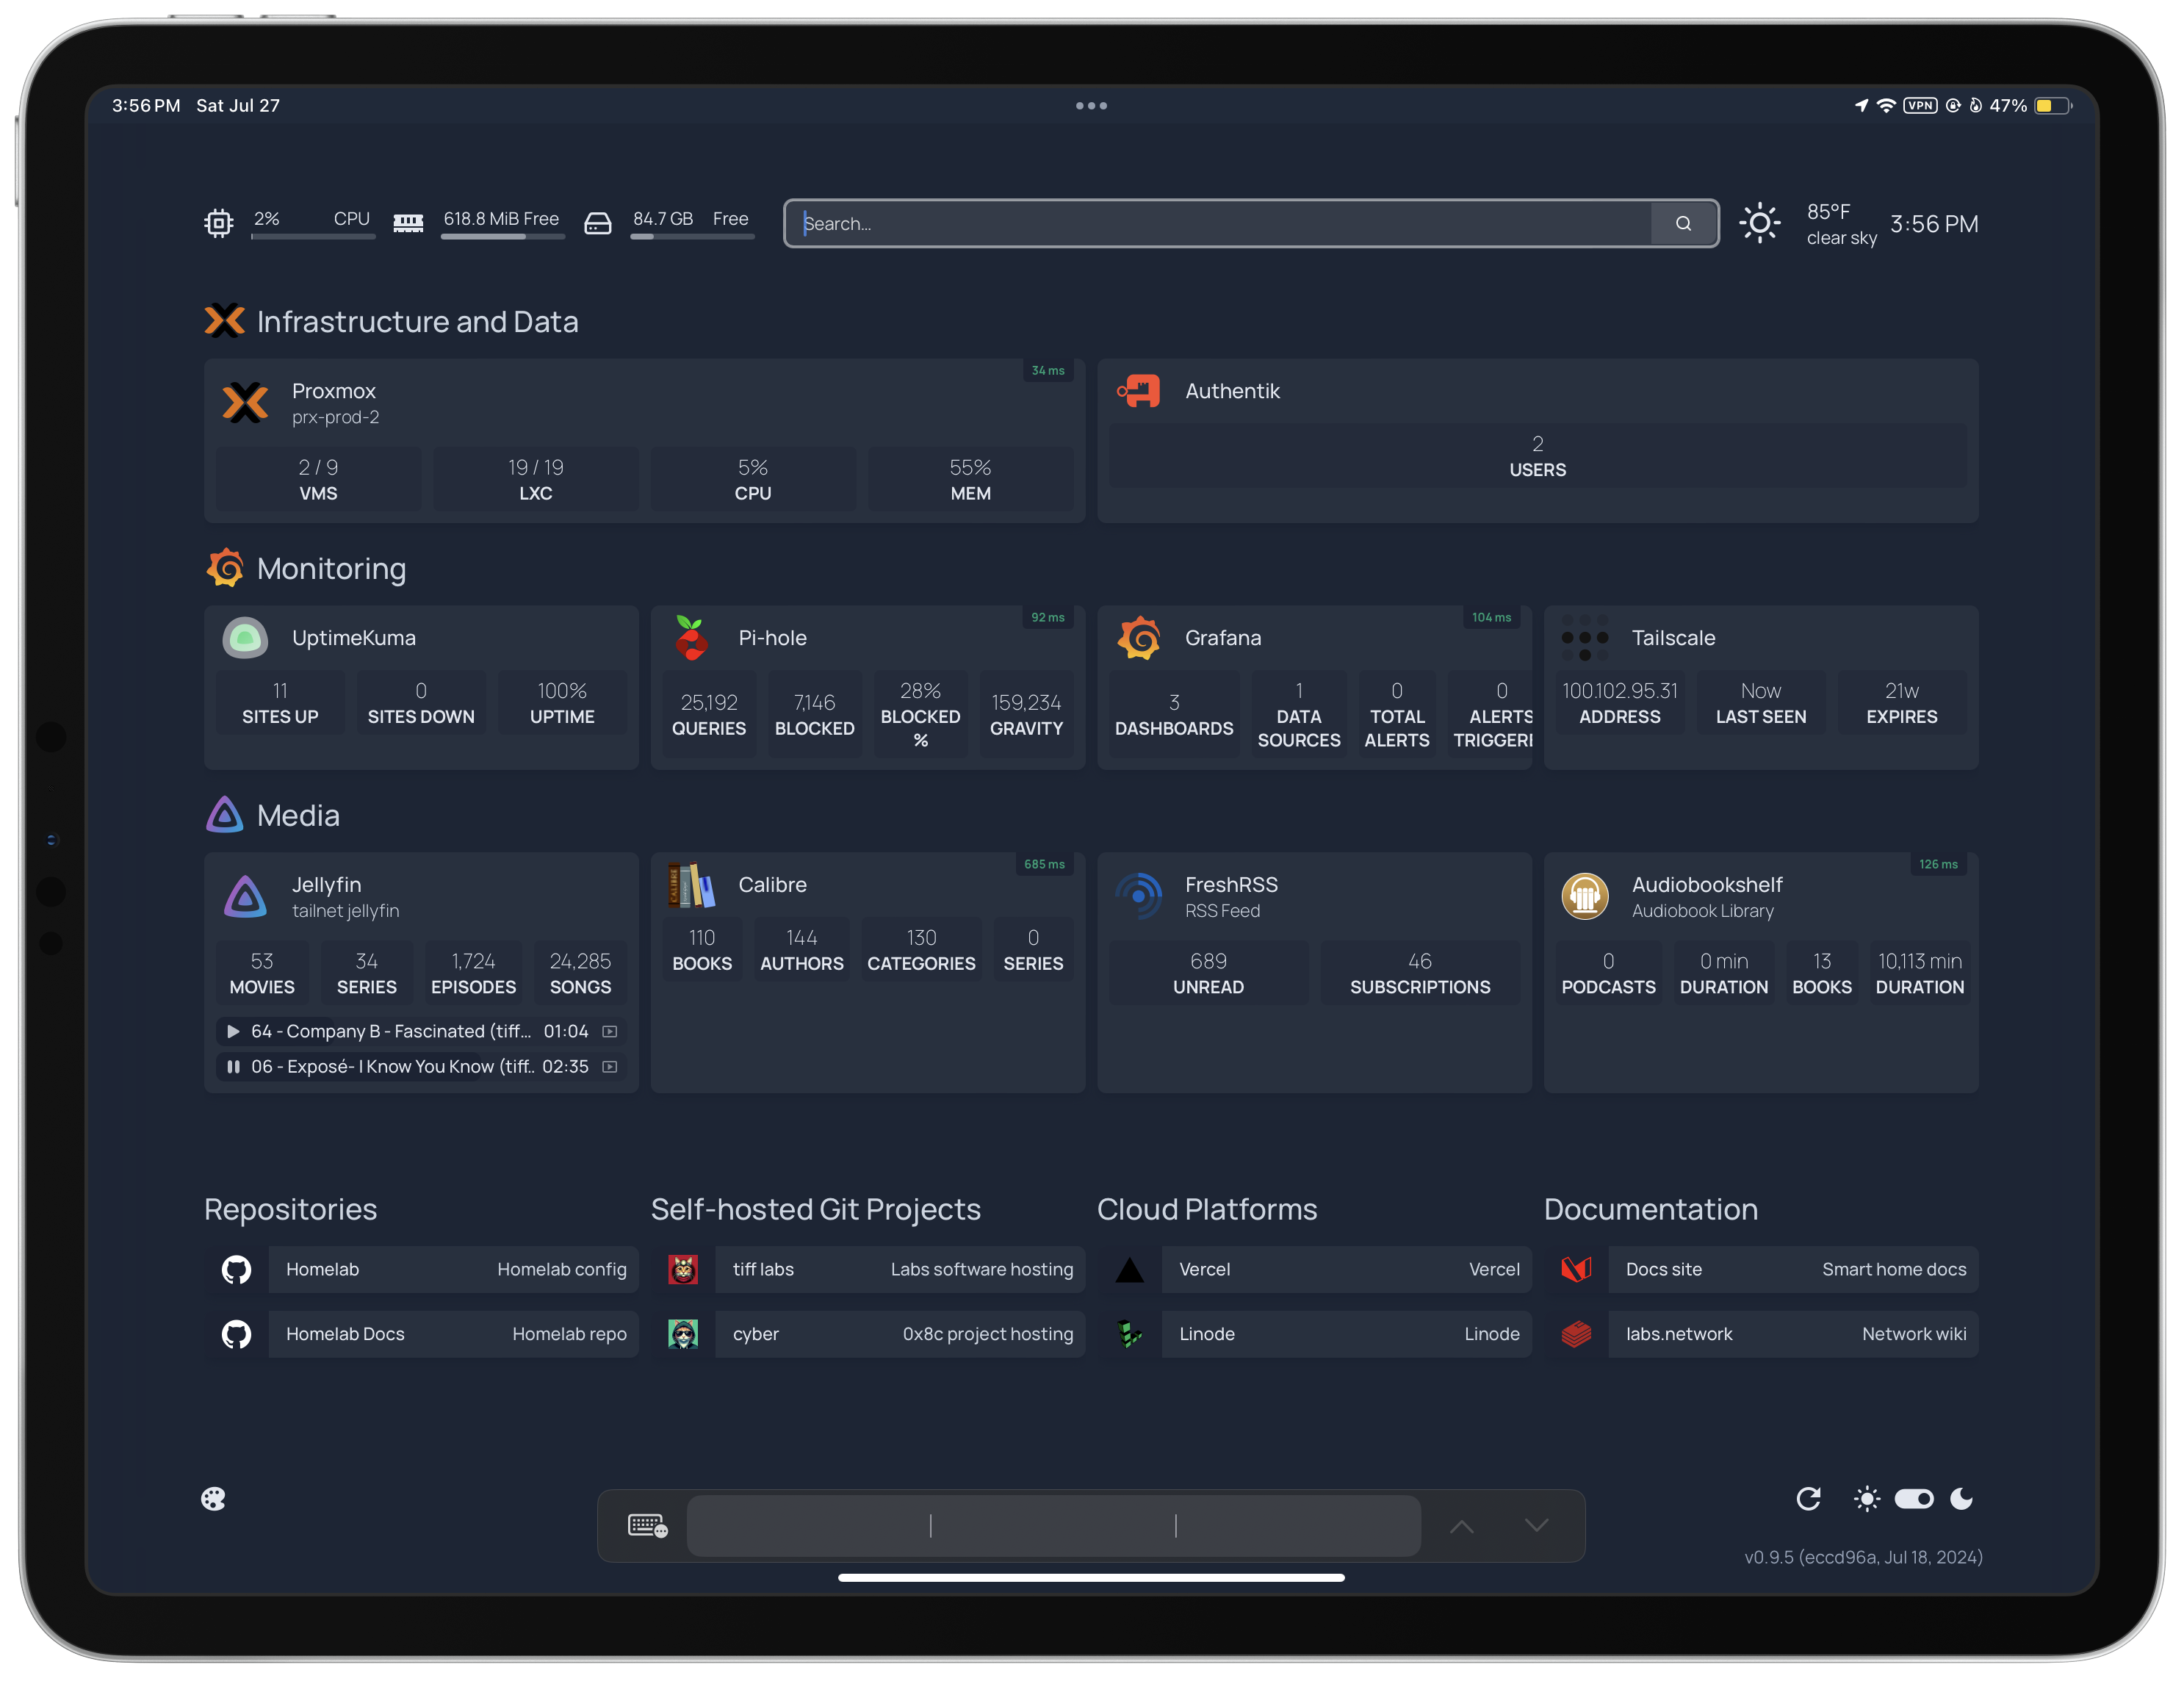 3:56 PM Sat Jul 27
VPN 47%
2% CPU 618.8 MiB Free 84.7 GB Free
Search...
85°F
clear sky
3:56 PM
Infrastructure and Data
Proxmox
prx-prod-2
34 ms
2 / 9
VMS
19 / 19
LXC
5%
CPU
55%
MEM
Authentik
2
USERS
Monitoring
UptimeKuma
11
SITES UP
0
SITES DOWN
100%
UPTIME
Pi-hole
92 ms
25,192
QUERIES
7,146
BLOCKED
28%
BLOCKED
%
159,234
GRAVITY
Grafana
104 ms
3
DASHBOARDS
1
DATA
SOURCES
0
TOTAL
ALERTS
0
ALERTS
TRIGGERE
Tailscale
100.102.95.31
ADDRESS
Now
LAST SEEN
21w
EXPIRES
Media
Jellyfin
tailnet jellyfin
53
MOVIES
34
SERIES
1,724
EPISODES
24,285
SONGS
64 - Company B - Fascinated (tiff... 01:04
06 - Exposé- I Know You Know (tiff.. 02:35
CALIBRE
Calibre
685 ms
110
BOOKS
144
AUTHORS
130
CATEGORIES
0
SERIES
FreshRSS
RSS Feed
689
UNREAD
46
SUBSCRIPTIONS
Audiobookshelf
Audiobook Library
126 ms
0
PODCASTS
0 min
DURATION
13
BOOKS
10,113 min
DURATION
Repositories
Homelab Homelab config
Homelab Docs Homelab repo
Self-hosted Git Projects
tiff labs Labs software hosting
cyber 0x8c project hosting
Cloud Platforms
Vercel Vercel
Linode Linode
Documentation
Docs site Smart home docs
labs.network Network wiki
v0.9.5 (eccd96a, Jul 18, 2024)